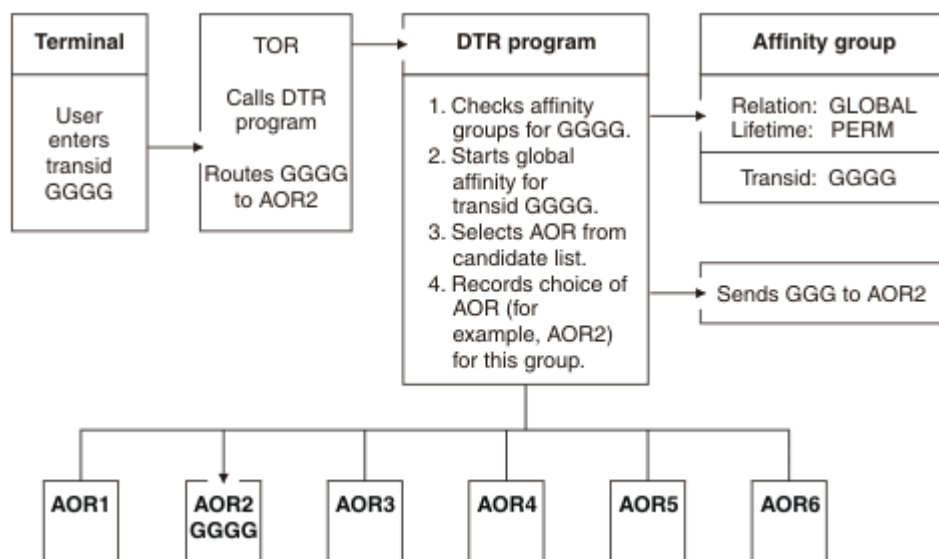 Terminal
User
enters
transid
GGGG
TOR
Calls DTR
program
Routes GGGG
to AOR2
DTR program
1. Checks affinity
groups for GGGG.
2. Starts global
affinity for
transid GGGG.
3. Selects AOR from
candidate list.
4. Records choice of
AOR (for
example, AOR2)
for this group.
Affinity group
Relation: GLOBAL
Lifetime: PERM
Transid: GGGG
Sends GGG to AOR2
AOR1
AOR2
GGGG
AOR3
AOR4
AOR5
AOR6